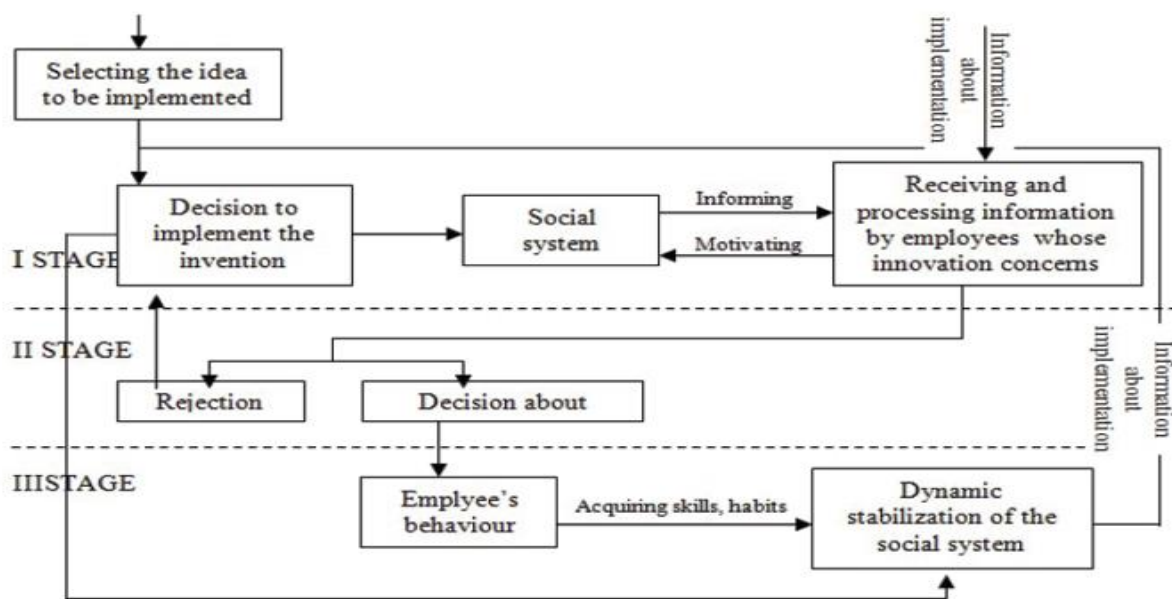 Selecting the idea
to be implemented
Information
about
implementation
Decision to
implement the
invention
Social
system
Informing
Motivating
Receiving and
processing information
by employees whose
innovation concerns
I STAGE
II STAGE
Rejection
Decision about
Information
about
implementation
III STAGE
Emplyee's
behaviour
Acquiring skills, habits
Dynamic
stabilization of the
social system